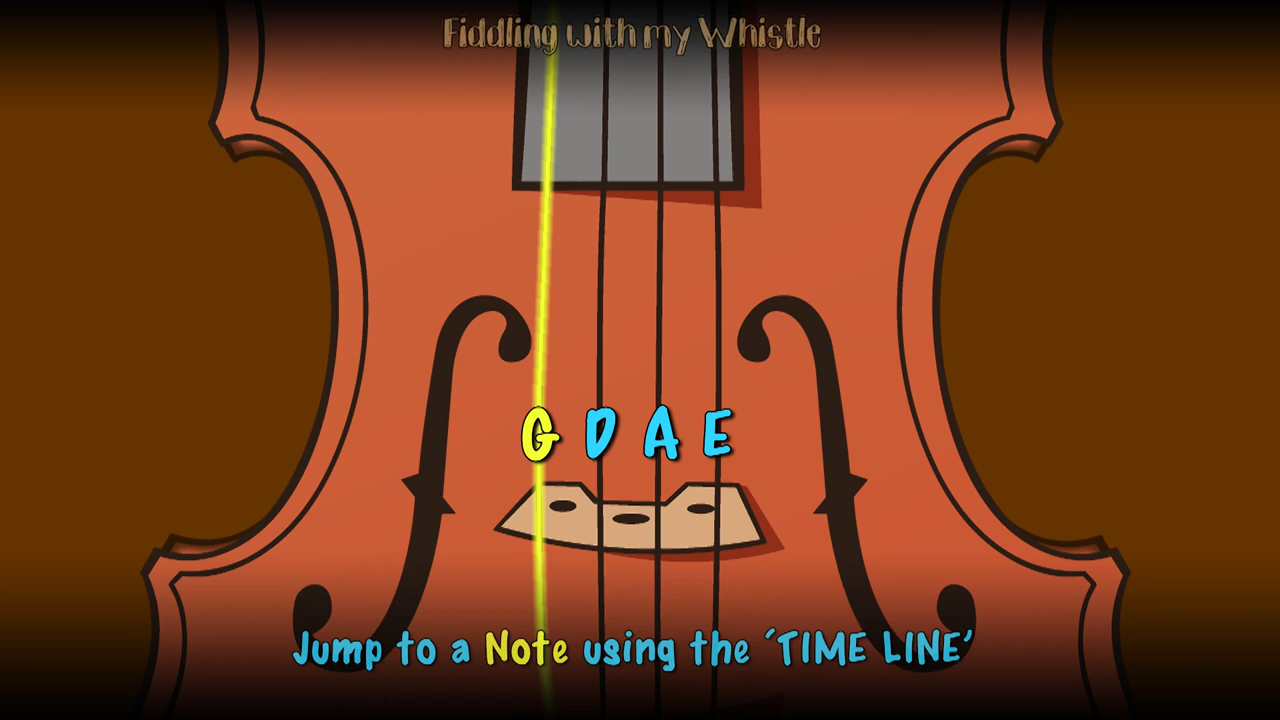 Fiddling with my Whistle
G D A E
Jump to a Note using the ‘TIME LINE’